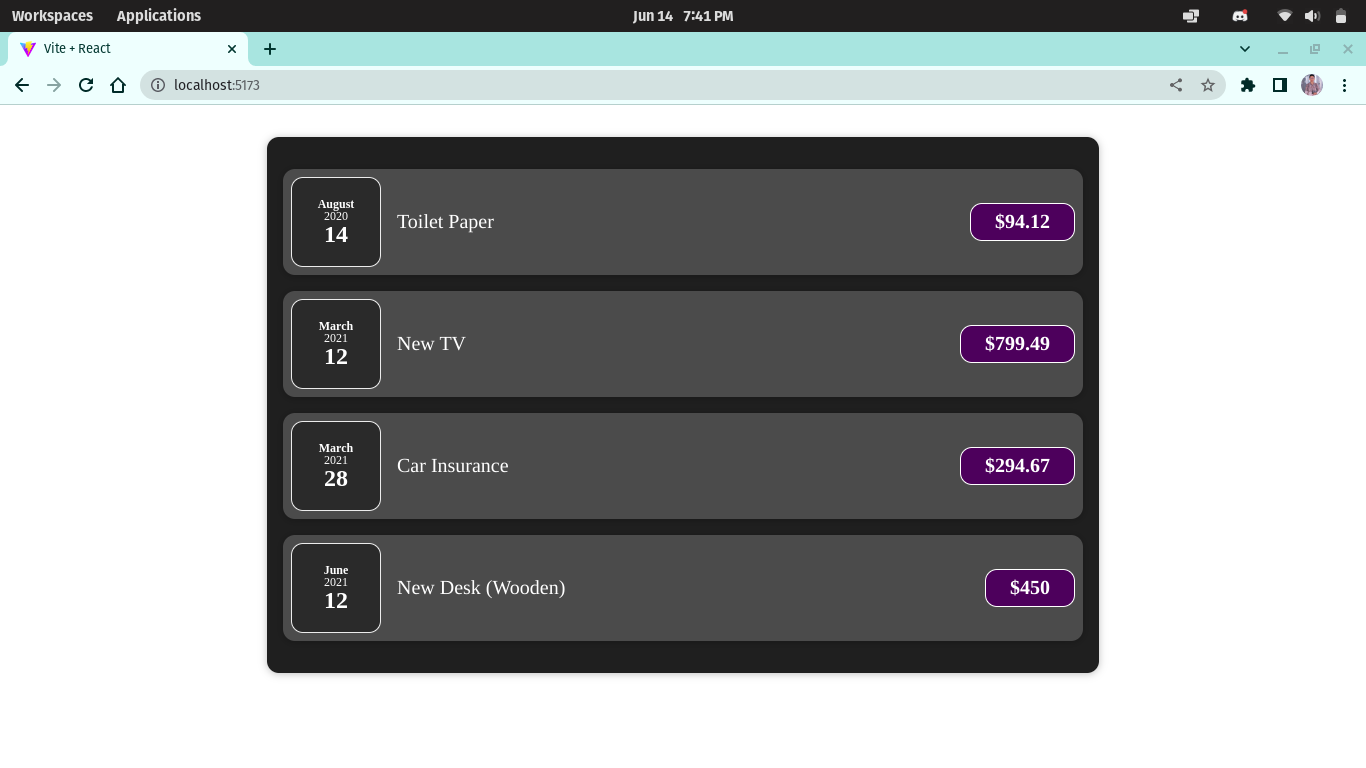 Workspaces Applications Jun 14 7:41 PM
Vite + React
localhost:5173
August
2020
14
Toilet Paper
$94.12
March
2021
12
New TV
$799.49
March
2021
28
Car Insurance
$294.67
June
2021
12
New Desk (Wooden)
$450